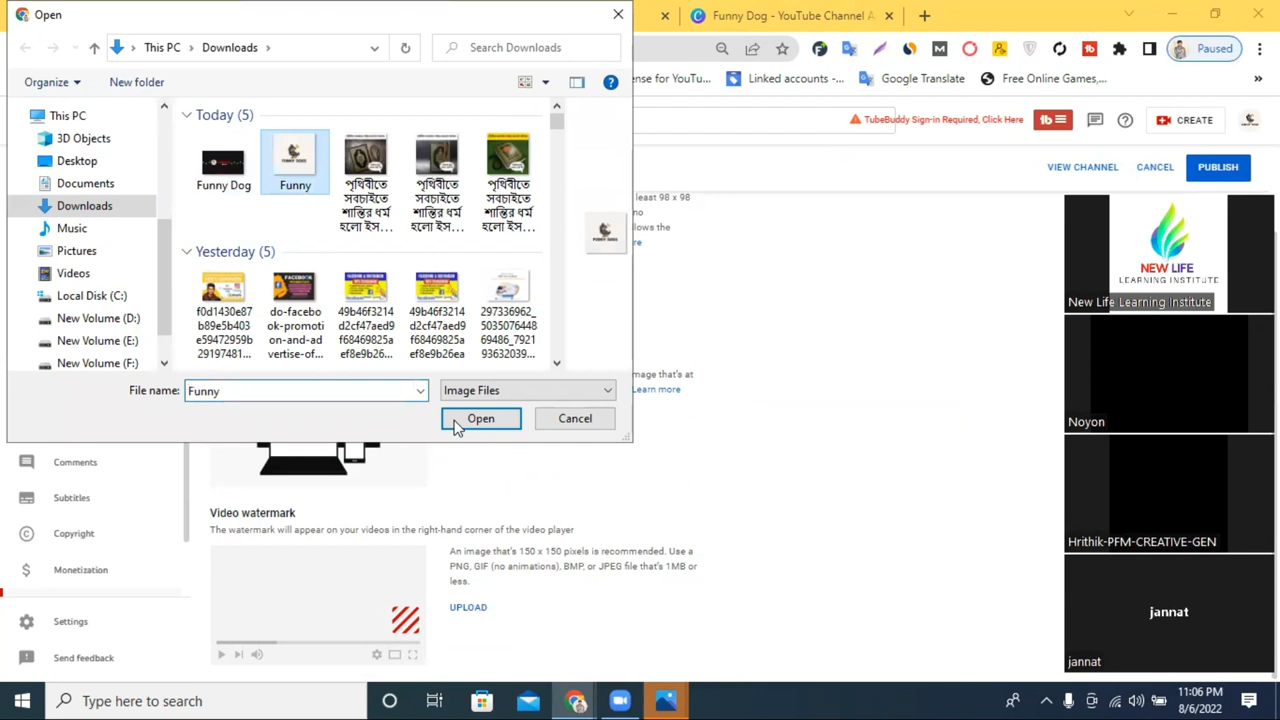 Open
Funny Dog - YouTube Channel A
This PC
Downloads
Search Downloads
Paused
Organize
New folder
ense for YouTu...
Linked accounts -...
Google Translate
Free Online Games,...
This PC
3D Objects
Desktop
Documents
Downloads
Music
Pictures
Videos
Local Disk (C:)
New Volume (D:)
New Volume (E:)
New Volume (F:)
Today (5)
Funny Dog
Funny
পৃথিবীতে
সবচাইতে
শান্তির ধর্ম
হলো ইস...
পৃথিবীতে
সবচাইতে
শান্তির ধর্ম
হলো ইস...
পৃথিবীতে
সবচাইতে
শান্তির ধর্ম
হলো ইস...
Yesterday (5)
f0d1430e87
b89e5b403
e59472959b
29197481...
do-facebo
ok-promoti
on-and-ad
vertise-of...
49b46f3214
d2cf47aed9
f68469825a
ef8e9b26...
49b46f3214
d2cf47aed9
f68469825a
ef8e9b26ea
297336962_
5035076448
69486_7921
93632039...
File name:
Funny
Image Files
Open
Cancel
TubeBuddy Sign-in Required, Click Here
CREATE
VIEW CHANNEL
CANCEL
PUBLISH
least 98 x 98
no
llows the
re
mage that's at
Learn more
NEW LIFE
LEARNING INSTITUTE
New Life Learning Institute
Noyon
Hrithik-PFM-CREATIVE-GEN
jannat
jannat
Comments
Subtitles
Copyright
Monetization
Settings
Send feedback
Video watermark
The watermark will appear on your videos in the right-hand corner of the video player
An image that's 150 x 150 pixels is recommended. Use a
PNG, GIF (no animations), BMP, or JPEG file that's 1MB or
less.
UPLOAD
Type here to search
11:06 PM
8/6/2022